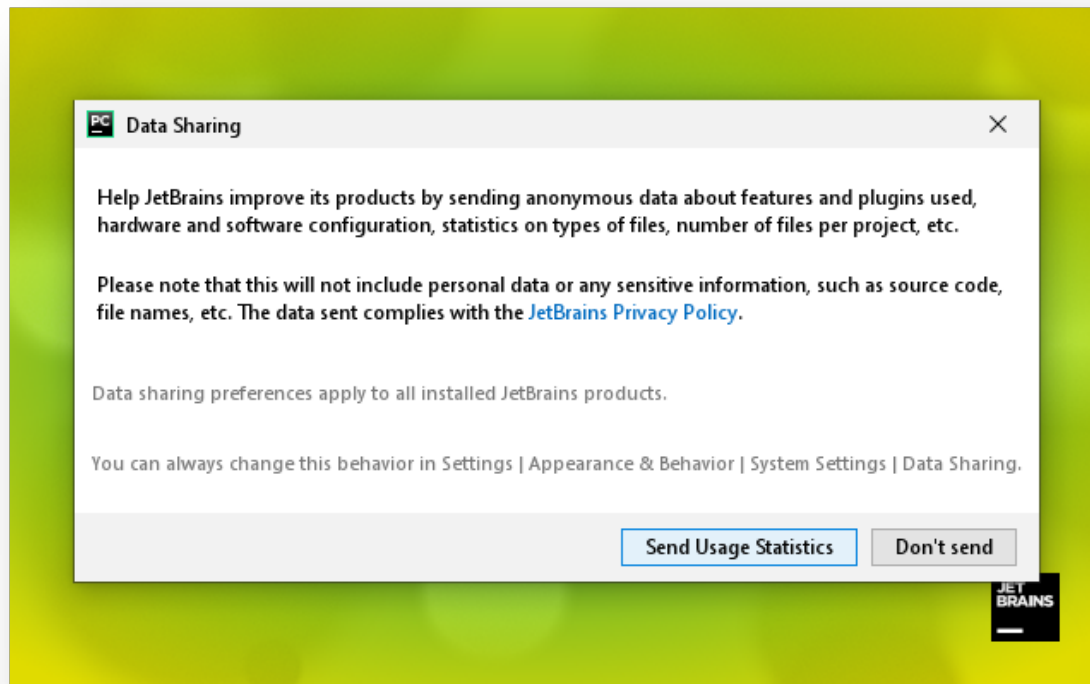 PC Data Sharing
Help JetBrains improve its products by sending anonymous data about features and plugins used,
hardware and software configuration, statistics on types of files, number of files per project, etc.
Please note that this will not include personal data or any sensitive information, such as source code,
file names, etc. The data sent complies with the JetBrains Privacy Policy.
Data sharing preferences apply to all installed JetBrains products.
You can always change this behavior in Settings | Appearance & Behavior | System Settings | Data Sharing.
Send Usage Statistics Don't send
JET
BRAINS